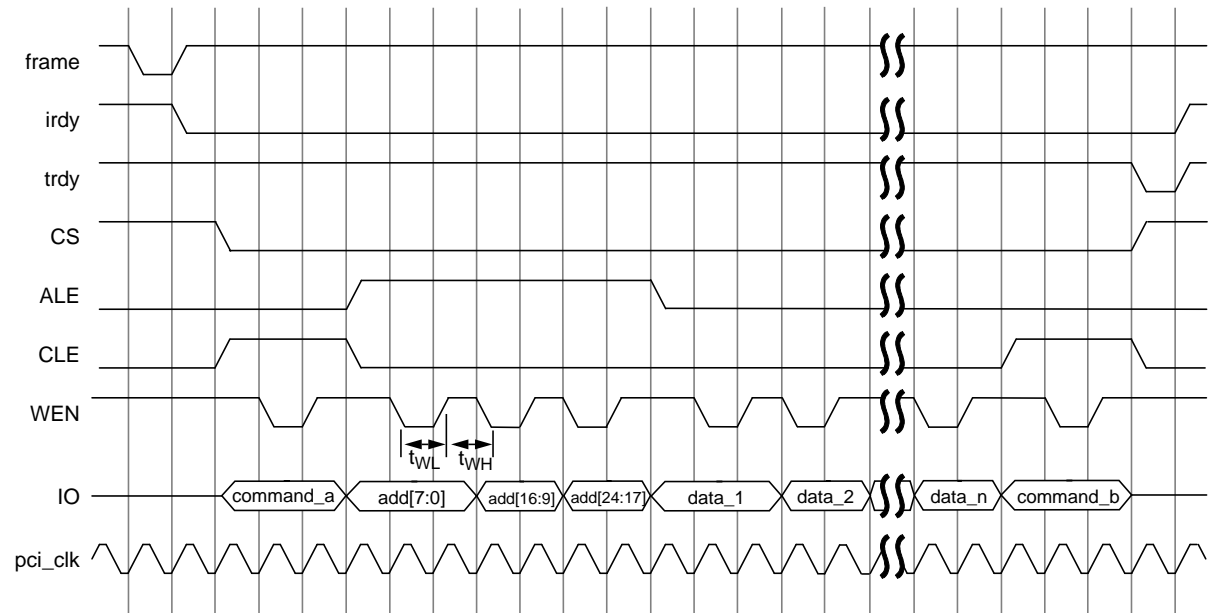 frame
irdy
trdy
CS
ALE
CLE
WEN
tWL tWH
IO command_a add[7:0] add[16:9] add[24:17] data_1 data_2 data_n command_b
pci_clk